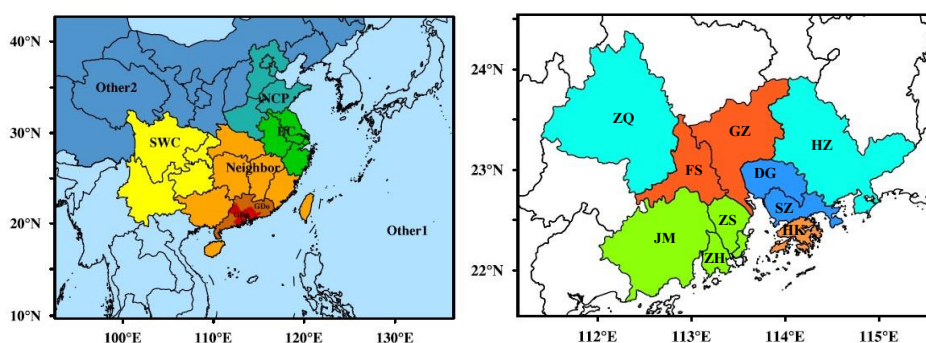 40°N
30°N
20°N
10°N
100°E
110°E
120°E
130°E
Other2
NCP
SWC
Neighbor
GDo
Other1
24°N
23°N
22°N
112°E
113°E
114°E
115°E
ZQ
GZ
HZ
FS
DG
SZ
ZS
HK
JM
ZH